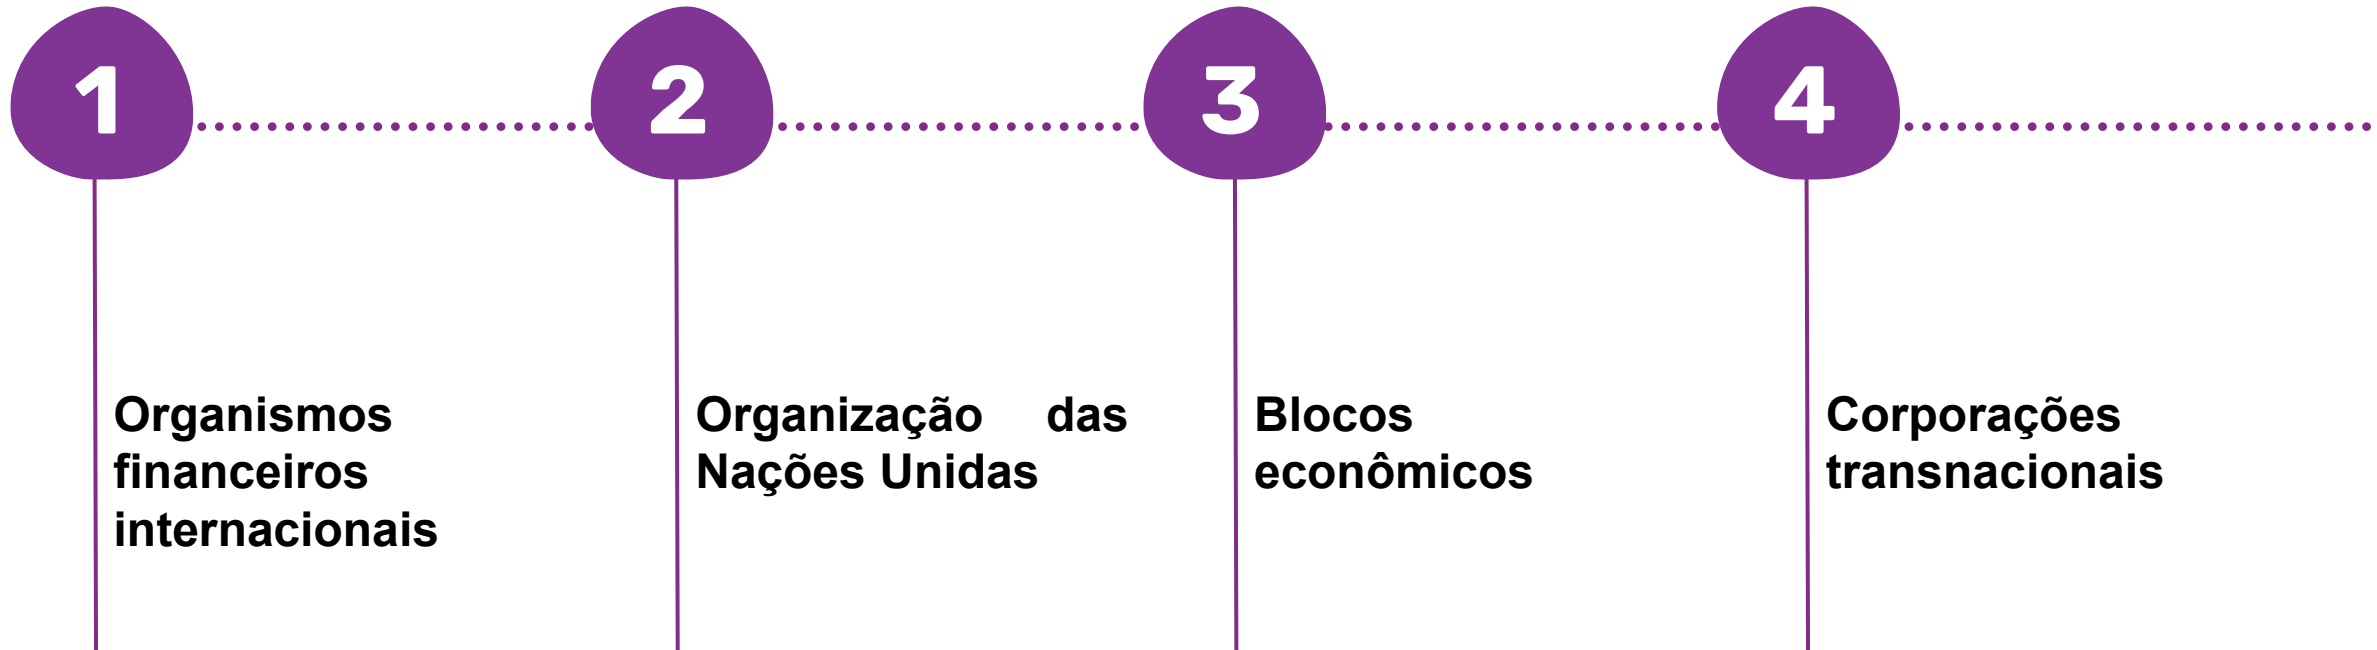 1
2
3
4
Organismos
financeiros
internacionais
Organização das
Nações Unidas
Blocos
econômicos
Corporações
transnacionais